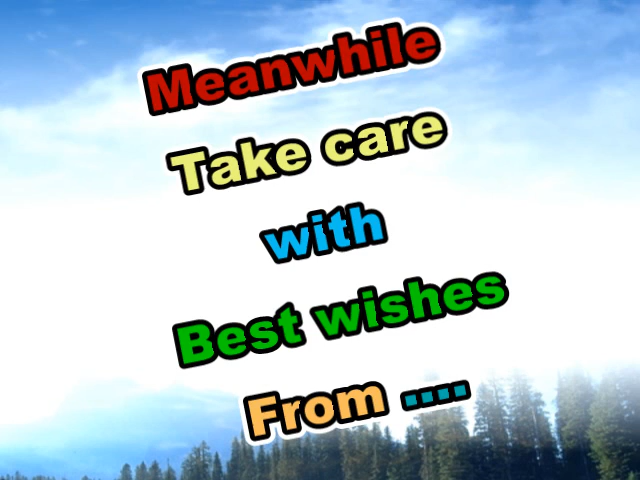 Meanwhile
Take care
with
Best wishes
From ....